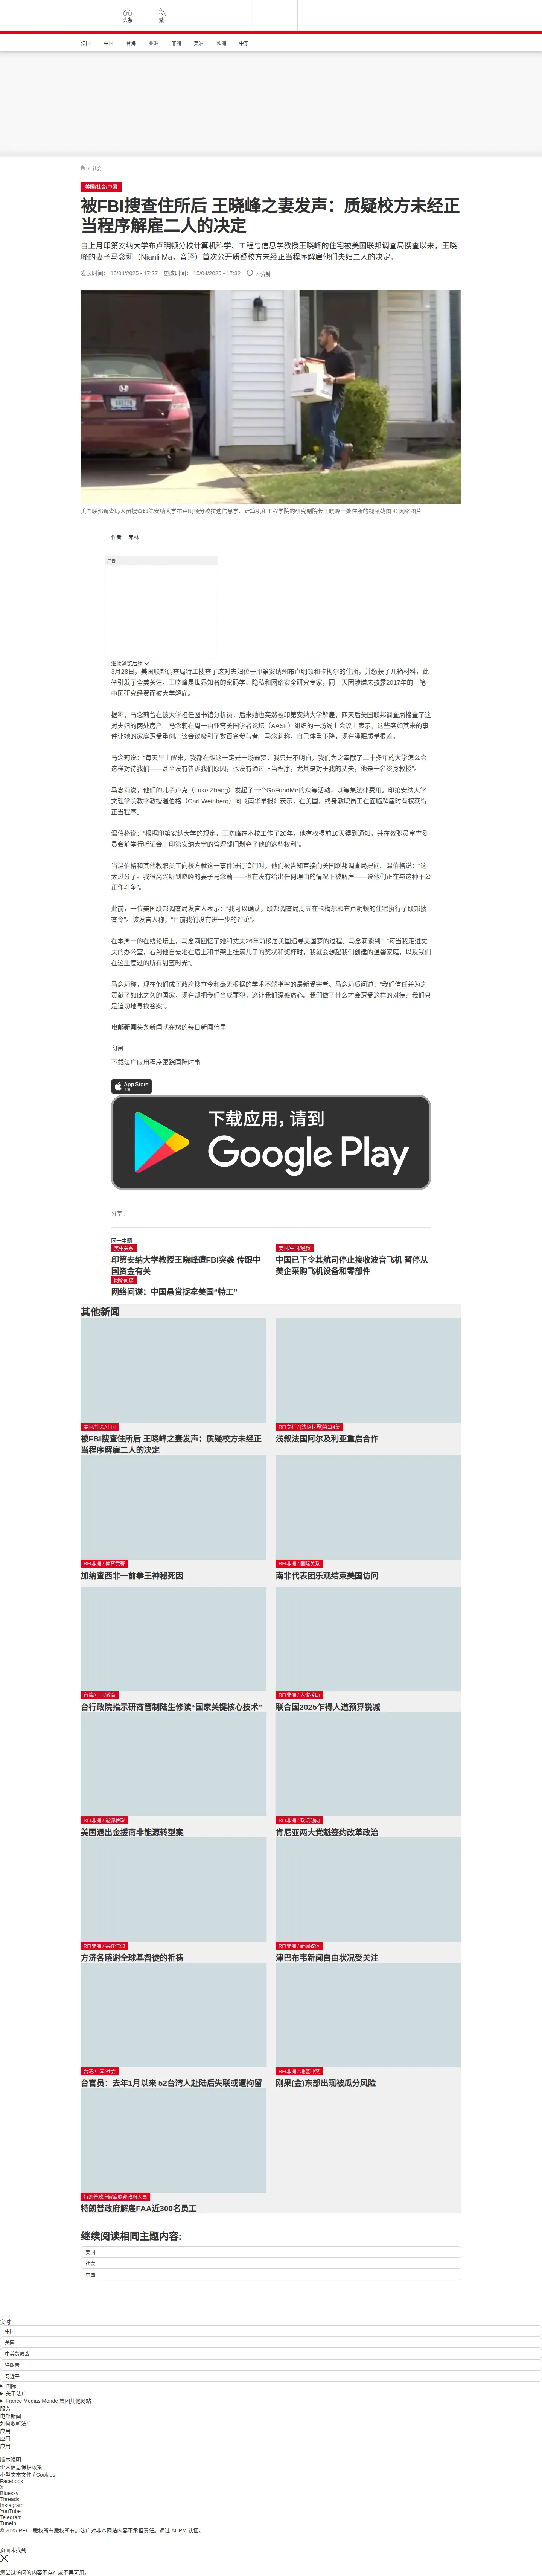 头条
繁
法国
中国
台海
亚洲
非洲
美洲
欧洲
中东
/ 社会
美国/社会/中国
被FBI搜查住所后 王晓峰之妻发声：质疑校方未经正
当程序解雇二人的决定
自上月印第安纳大学布卢明顿分校计算机科学、工程与信息学教授王晓峰的住宅被美国联邦调查局搜查以来，王晓
峰的妻子马念莉（Nianli Ma，音译）首次公开质疑校方未经正当程序解雇他们夫妇二人的决定。
发表时间： 15/04/2025 - 17:27 更改时间： 15/04/2025 - 17:32 7 分钟
美国联邦调查局人员搜查印第安纳大学布卢明顿分校拉迪信息学、计算机和工程学院的研究副院长王晓峰一处住所的视频截图 © 网络图片
作者： 弗林
广告
继续浏览后续
3月28日，美国联邦调查局特工搜查了这对夫妇位于印第安纳州布卢明顿和卡梅尔的住所，并缴获了几箱材料，此
举引发了全美关注。王晓峰是世界知名的密码学、隐私和网络安全研究专家，同一天因涉嫌未披露2017年的一笔
中国研究经费而被大学解雇。
据称，马念莉曾在该大学担任图书馆分析员，后来她也突然被印第安纳大学解雇，四天后美国联邦调查局搜查了这
对夫妇的两处房产。马念莉在周一由亚裔美国学者论坛（AASF）组织的一场线上会议上表示，这些突如其来的事
件让她的家庭遭受重创。该会议吸引了数百名参与者。马念莉称，自己体重下降，现在睡眠质量很差。
马念莉说：“每天早上醒来，我都在想这一定是一场噩梦，我只是不明白，我们为之奉献了二十多年的大学怎么会
这样对待我们——甚至没有告诉我们原因，也没有通过正当程序，尤其是对于我的丈夫，他是一名终身教授”。
马念莉说，他们的儿子卢克（Luke Zhang）发起了一个GoFundMe的众筹活动，以筹集法律费用。印第安纳大学
文理学院教学教授温伯格（Carl Weinberg）向《南华早报》表示，在美国，终身教职员工在面临解雇时有权获得
正当程序。
温伯格说：“根据印第安纳大学的规定，王晓峰在本校工作了20年，他有权提前10天得到通知，并在教职员审查委
员会前举行听证会。印第安纳大学的管理部门剥夺了他的这些权利”。
当温伯格和其他教职员工向校方就这一事件进行追问时，他们被告知直接向美国联邦调查局提问。温伯格说：“这
太过分了。我很高兴听到晓峰的妻子马念莉——也在没有给出任何理由的情况下被解雇——说他们正在与这种不公
正作斗争”。
此前，一位美国联邦调查局发言人表示：“我可以确认，联邦调查局周五在卡梅尔和布卢明顿的住宅执行了联邦搜
查令”。该发言人称，“目前我们没有进一步的评论”。
在本周一的在线论坛上，马念莉回忆了她和丈夫26年前移居美国追寻美国梦的过程。马念莉谈到：“每当我走进丈
夫的办公室，看到他自豪地在墙上和书架上挂满儿子的奖状和奖杯时，我就会想起我们创建的温馨家庭，以及我们
在这里度过的所有甜蜜时光”。
马念莉称，现在他们成了政府搜查令和毫无根据的学术不端指控的最新受害者。马念莉质问道：“我们信任并为之
贡献了如此之久的国家，现在却把我们当成罪犯。这让我们深感痛心。我们做了什么才会遭受这样的对待？我们只
是迫切地寻找答案”。
电邮新闻头条新闻就在您的每日新闻信里
订阅
下载法广应用程序跟踪国际时事
App Store
下载
下载应用，请到
Google Play
分享 :
同一主题
美中关系
印第安纳大学教授王晓峰遭FBI突袭 传跟中
国资金有关
美国/中国/经贸
中国已下令其航司停止接收波音飞机 暂停从
美企采购飞机设备和零部件
网络间谍
网络间谍：中国悬赏捉拿美国“特工”
其他新闻
美国/社会/中国
被FBI搜查住所后 王晓峰之妻发声：质疑校方未经正
当程序解雇二人的决定
RFI专栏 / [法语世界]第114集
浅叙法国阿尔及利亚重启合作
RFI非洲 / 体育竞赛
加纳查西非一前拳王神秘死因
RFI非洲 / 国际关系
南非代表团乐观结束美国访问
台湾/中国/教育
台行政院指示研商管制陆生修读“国家关键核心技术”
RFI非洲 / 人道援助
联合国2025乍得人道预算锐减
RFI非洲 / 能源转型
美国退出金援南非能源转型案
RFI非洲 / 政坛动向
肯尼亚两大党魁签约改革政治
RFI非洲 / 宗教信仰
方济各感谢全球基督徒的祈祷
RFI非洲 / 新闻媒体
津巴布韦新闻自由状况受关注
台湾/中国/社会
台官员：去年1月以来 52台湾人赴陆后失联或遭拘留
RFI非洲 / 地区冲突
刚果(金)东部出现被瓜分风险
特朗普政府解雇联邦政府人员
特朗普政府解雇FAA近300名员工
继续阅读相同主题内容:
美国
社会
中国
实时
中国
美国
中美贸易战
特朗普
习近平
国际
关于法广
France Médias Monde 集团其他网站
服务
电邮新闻
如何收听法广
应用
应用
应用
版本说明
个人信息保护政策
小型文本文件 / Cookies
Facebook
X
Bluesky
Threads
Instagram
YouTube
Telegram
TuneIn
© 2025 RFI – 版权所有版权所有。法广对非本网站内容不承担责任。通过 ACPM 认证。
页面未找到
您尝试访问的内容不存在或不再可用。